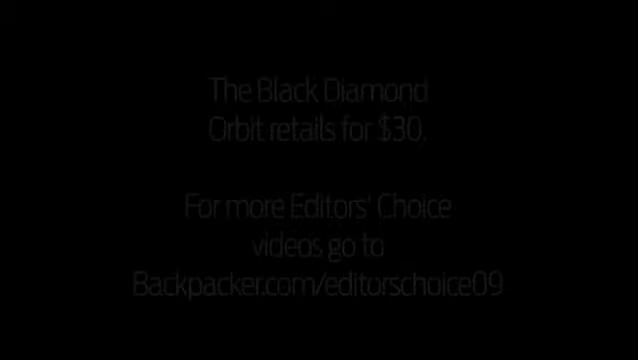 The Black Diamond
Orbit retails for $30.
For more Editors' Choice
videos go to
Backpacker.com/editorschoice09